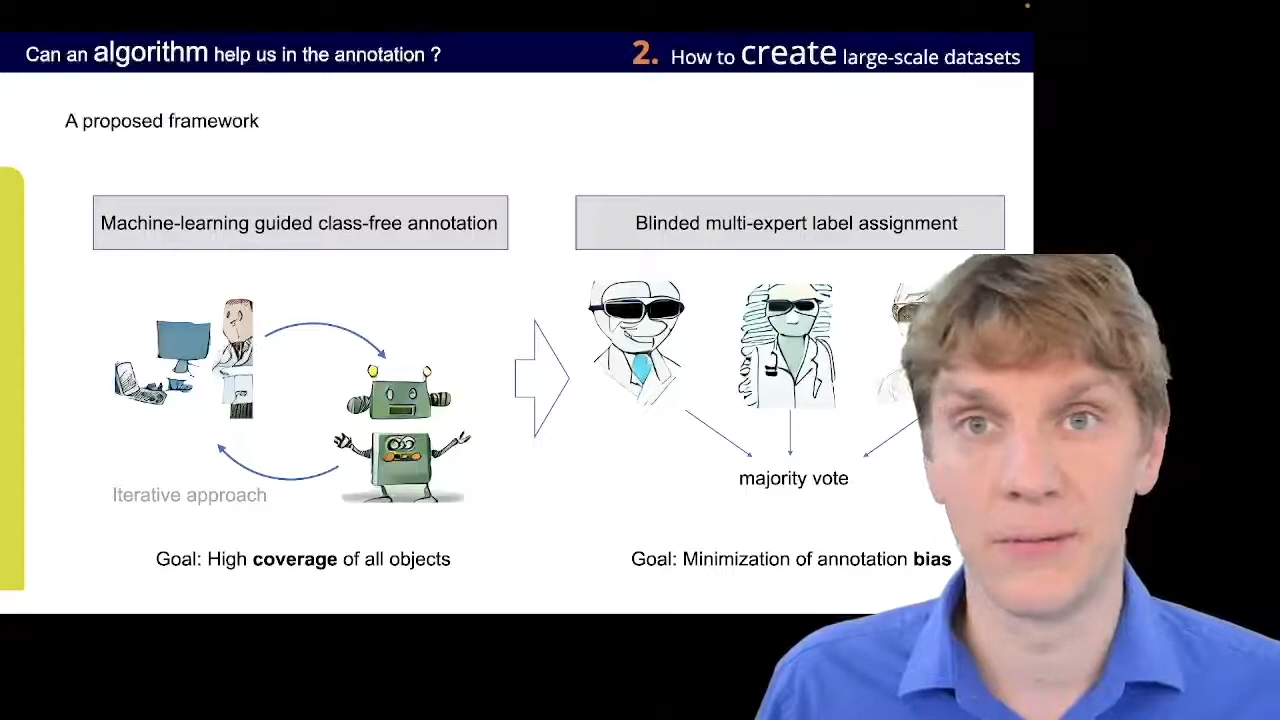 Can an algorithm help us in the annotation ?
2. How to create large-scale datasets
A proposed framework
Machine-learning guided class-free annotation
Blinded multi-expert label assignment
majority vote
Iterative approach
Goal: High coverage of all objects
Goal: Minimization of annotation bias